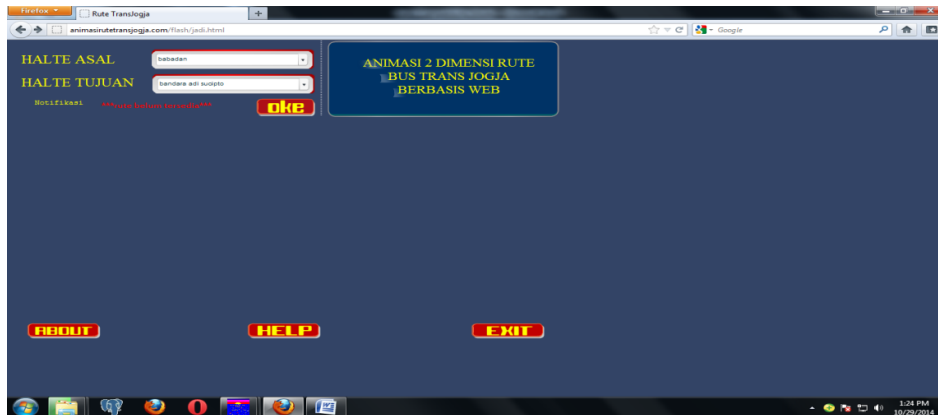 Firefox
Rute TransJogja
animasirutetransjogja.com/flash/jadi.html
Google
HALTE ASAL
babadan
HALTE TUJUAN
bandara adi sucipto
Notifikasi
oke
ANIMASI 2 DIMENSI RUTE
BUS TRANS JOGJA
BERBASIS WEB
ABOUT
HELP
EXIT
1:24 PM
10/29/2014